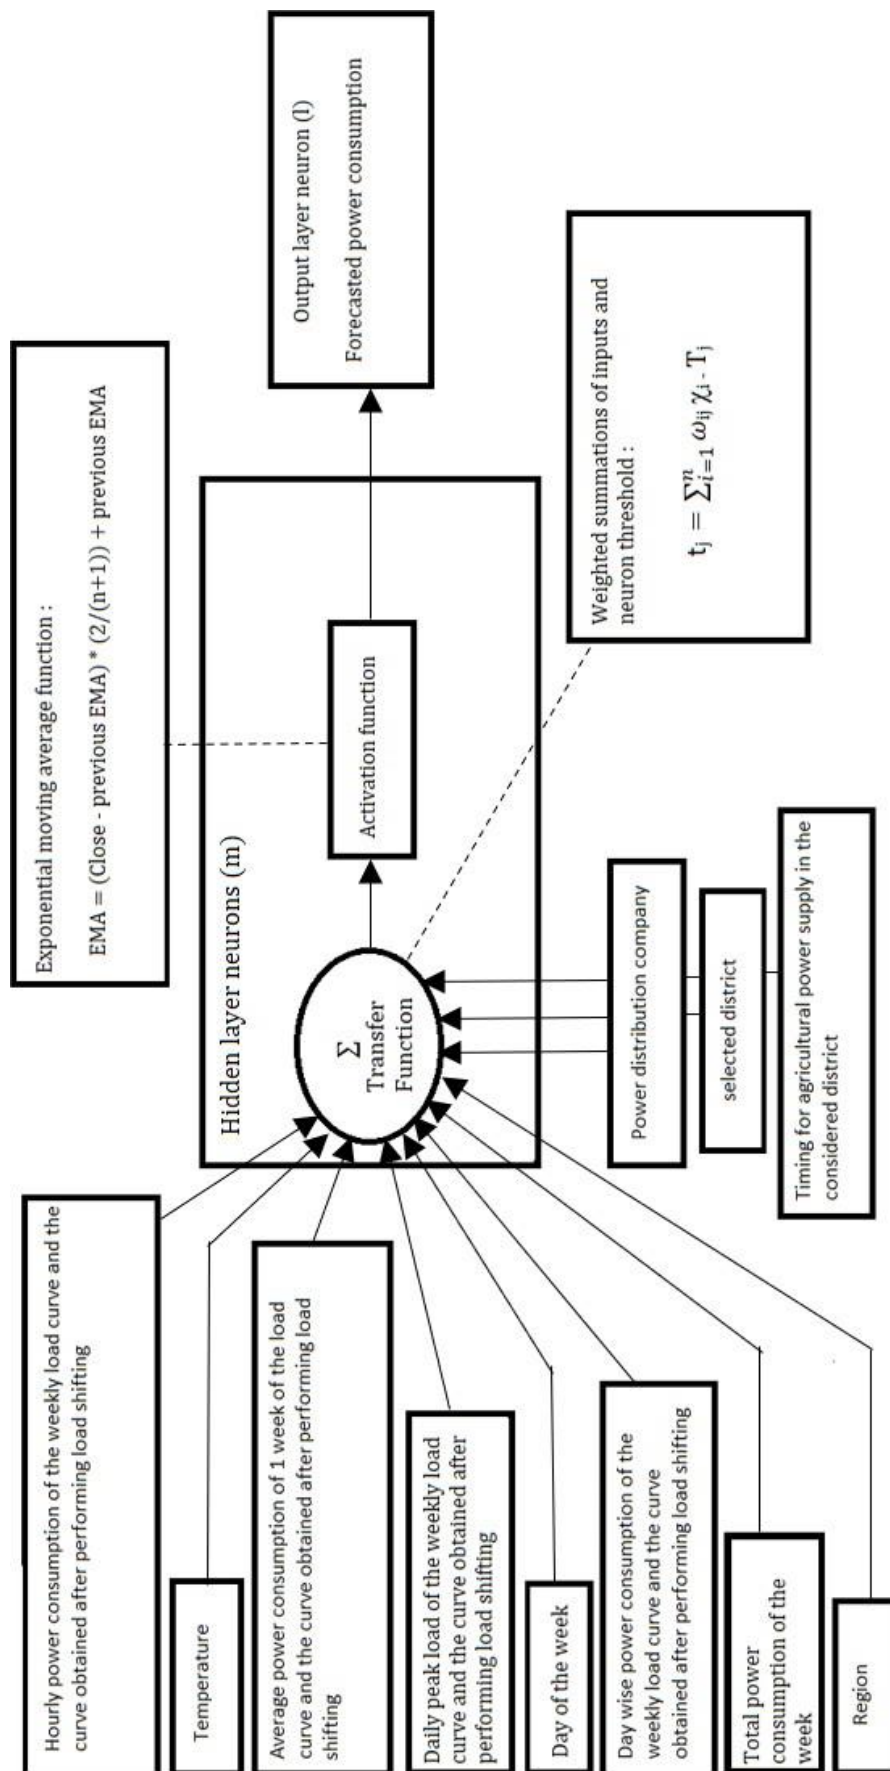 Hourly power consumption of the weekly load curve and the
curve obtained after performing load shifting
Temperature
Average power consumption of 1 week of the load
curve and the curve obtained after performing load
shifting
Daily peak load of the weekly load
curve and the curve obtained after
performing load shifting
Day of the week
Day wise power consumption of the
weekly load curve and the curve
obtained after performing load shifting
Total power
consumption of the
week
Region
Hidden layer neurons (m)
Σ
Transfer
Function
Activation function
Exponential moving average function :
EMA = (Close - previous EMA) * (2/(n+1)) + previous EMA
Output layer neuron (l)
Forecasted power consumption
Weighted summations of inputs and
neuron threshold :
tⱼ = Σⁿᵢ₌₁ ωᵢⱼ χᵢ - Tⱼ
Power distribution company
selected district
Timing for agricultural power supply in the
considered district